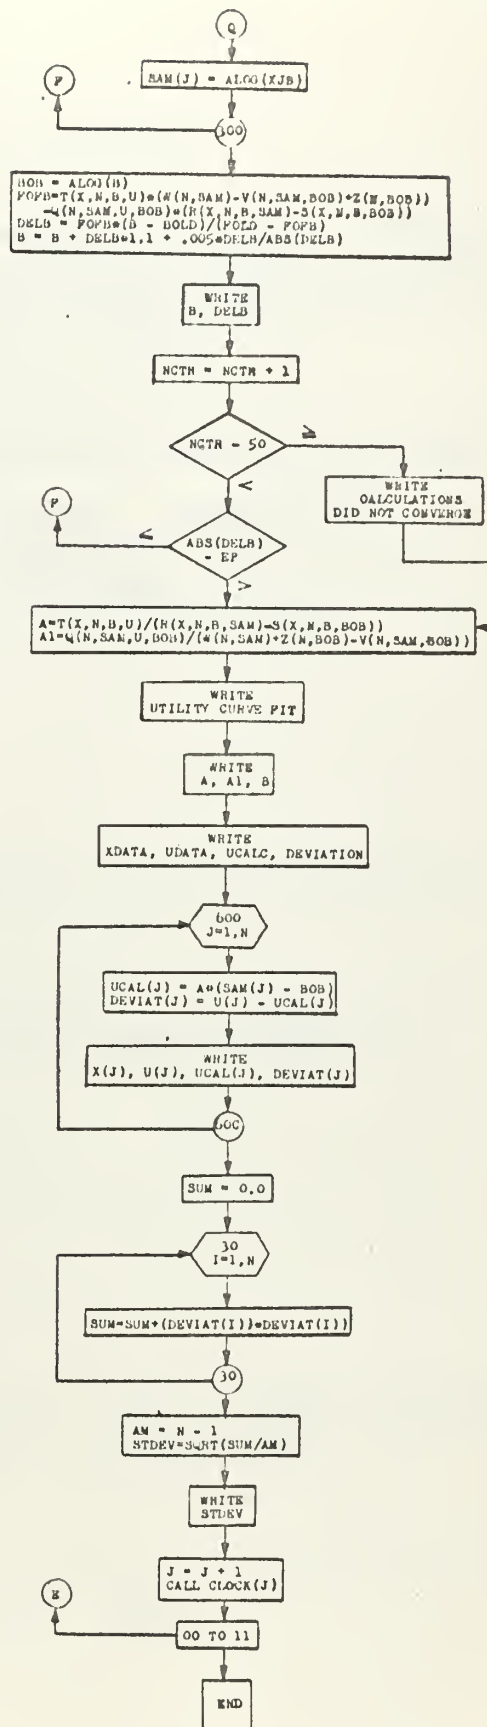 Q
SAM(J) = ALOG(XJB)
F
300
BOB = ALOG(B)
FOFB=T(X,N,B,U)*(W(N,SAM)-V(N,SAM,BOB)+Z(N,BOB))
-Q(N,SAM,U,BOB)*(R(X,N,B,SAM)-S(X,N,B,BOB))
DELB = FOFB*(B - BOLD)/(FOLD - FOFB)
B = B + DELB*1.1 + .005*DELB/ABS(DELB)
WRITE
B, DELB
NCTR = NCTR + 1
NCTR - 50
≥
<
WRITE
CALCULATIONS
DID NOT CONVERGE
F
≤
ABS(DELB)
- EP
>
A=T(X,N,B,U)/(R(X,N,B,SAM)-S(X,N,B,BOB))
A1=Q(N,SAM,U,BOB)/(W(N,SAM)+Z(N,BOB)-V(N,SAM,BOB))
WRITE
UTILITY CURVE FIT
WRITE
A, A1, B
WRITE
XDATA, UDATA, UCALC, DEVIATION
600
J=1,N
UCAL(J) = A*(SAM(J) - BOB)
DEVIAT(J) = U(J) - UCAL(J)
WRITE
X(J), U(J), UCAL(J), DEVIAT(J)
600
SUM = 0.0
30
I=1,N
SUM=SUM+(DEVIAT(I))*DEVIAT(I))
30
AM = N - 1
STDEV=SQRT(SUM/AM)
WRITE
STDEV
J = J + 1
CALL CLOCK(J)
E
GO TO 11
END